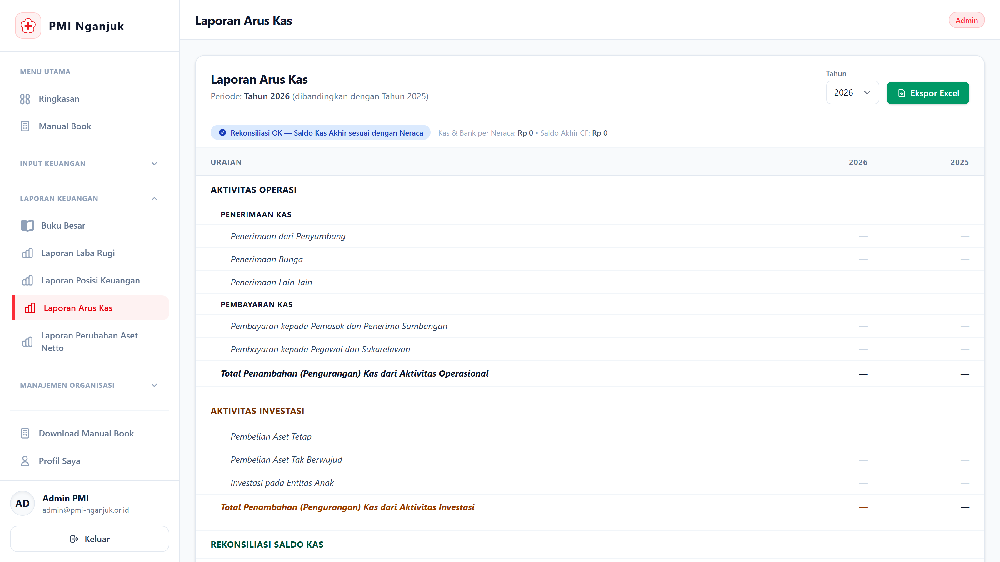 PMI Nganjuk
MENU UTAMA
Ringkasan
Manual Book
INPUT KEUANGAN
LAPORAN KEUANGAN
Buku Besar
Laporan Laba Rugi
Laporan Posisi Keuangan
Laporan Arus Kas
Laporan Perubahan Aset
Netto
MANAJEMEN ORGANISASI
Download Manual Book
Profil Saya
AD
Admin PMI
admin@pmi-nganjuk.or.id
Keluar
Laporan Arus Kas
Admin
Laporan Arus Kas
Periode: Tahun 2026 (dibandingkan dengan Tahun 2025)
Tahun
2026
Ekspor Excel
Rekonsiliasi OK — Saldo Kas Akhir sesuai dengan Neraca
Kas & Bank per Neraca: Rp 0 • Saldo Akhir CF: Rp 0
URAIAN 2026 2025
AKTIVITAS OPERASI
PENERIMAAN KAS
Penerimaan dari Penyumbang — —
Penerimaan Bunga — —
Penerimaan Lain-lain — —
PEMBAYARAN KAS
Pembayaran kepada Pemasok dan Penerima Sumbangan — —
Pembayaran kepada Pegawai dan Sukarelawan — —
Total Penambahan (Pengurangan) Kas dari Aktivitas Operasional — —
AKTIVITAS INVESTASI
Pembelian Aset Tetap — —
Pembelian Aset Tak Berwujud — —
Investasi pada Entitas Anak — —
Total Penambahan (Pengurangan) Kas dari Aktivitas Investasi — —
REKONSILIASI SALDO KAS